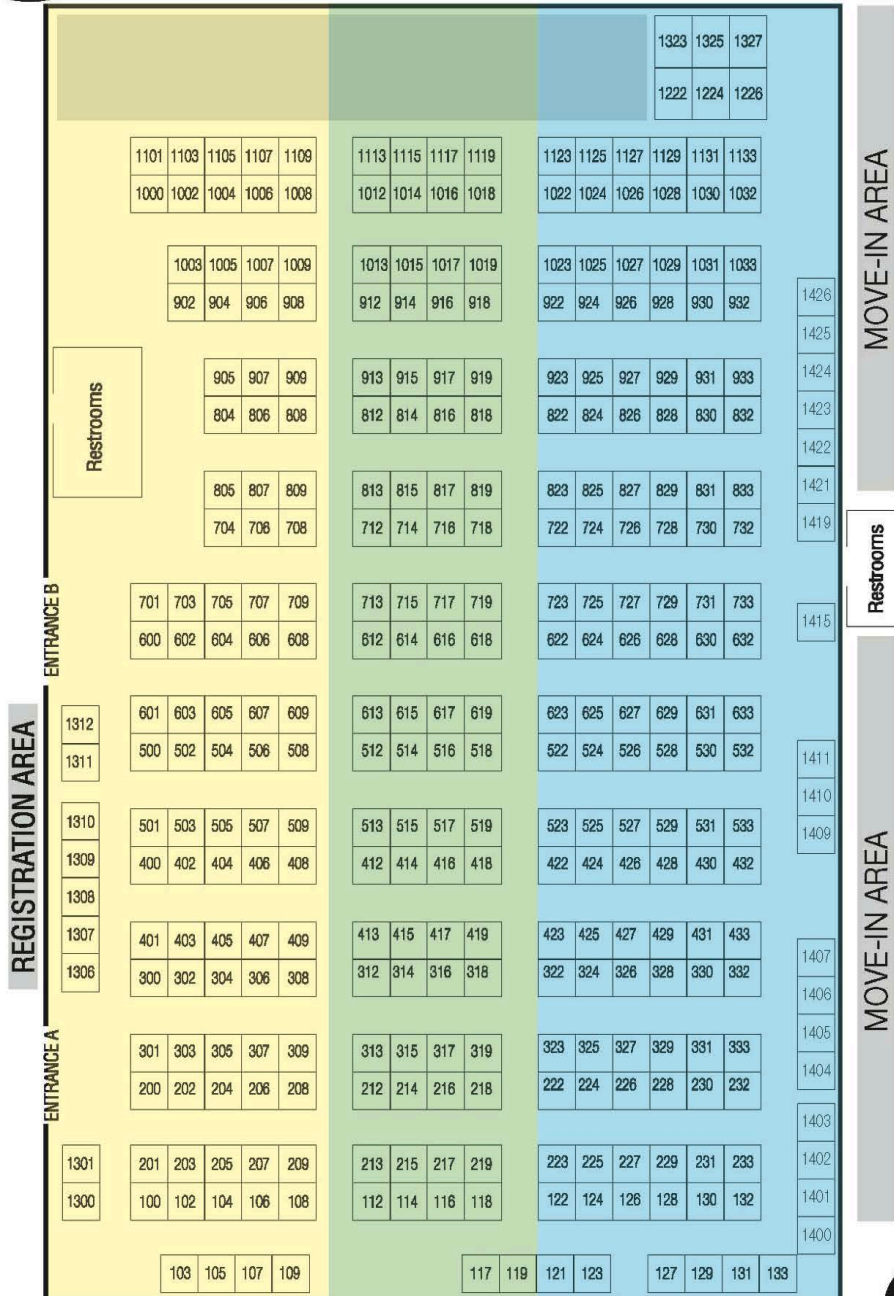 1323 1325 1327
1222 1224 1226
1101 1103 1105 1107 1109 1113 1115 1117 1119 1123 1125 1127 1129 1131 1133
1000 1002 1004 1006 1008 1012 1014 1016 1018 1022 1024 1026 1028 1030 1032
1003 1005 1007 1009 1013 1015 1017 1019 1023 1025 1027 1029 1031 1033
902 904 906 908 912 914 916 918 922 924 926 928 930 932
905 907 909 913 915 917 919 923 925 927 929 931 933
804 806 808 812 814 816 818 822 824 826 828 830 832
805 807 809 813 815 817 819 823 825 827 829 831 833
704 706 708 712 714 716 718 722 724 726 728 730 732
701 703 705 707 709 713 715 717 719 723 725 727 729 731 733
600 602 604 606 608 612 614 616 618 622 624 626 628 630 632
601 603 605 607 609 613 615 617 619 623 625 627 629 631 633
500 502 504 506 508 512 514 516 518 522 524 526 528 530 532
501 503 505 507 509 513 515 517 519 523 525 527 529 531 533
400 402 404 406 408 412 414 416 418 422 424 426 428 430 432
401 403 405 407 409 413 415 417 419 423 425 427 429 431 433
300 302 304 306 308 312 314 316 318 322 324 326 328 330 332
301 303 305 307 309 313 315 317 319 323 325 327 329 331 333
200 202 204 206 208 212 214 216 218 222 224 226 228 230 232
201 203 205 207 209 213 215 217 219 223 225 227 229 231 233
100 102 104 106 108 112 114 116 118 122 124 126 128 130 132
103 105 107 109 117 119 121 123 127 129 131 133
Restrooms
ENTRANCE B
REGISTRATION AREA
ENTRANCE A
1312
1311
1310
1309
1308
1307
1306
1301
1300
1426
1425
1424
1423
1422
1421
1419
1415
1411
1410
1409
1407
1406
1405
1404
1403
1402
1401
1400
MOVE-IN AREA
Restrooms
MOVE-IN AREA